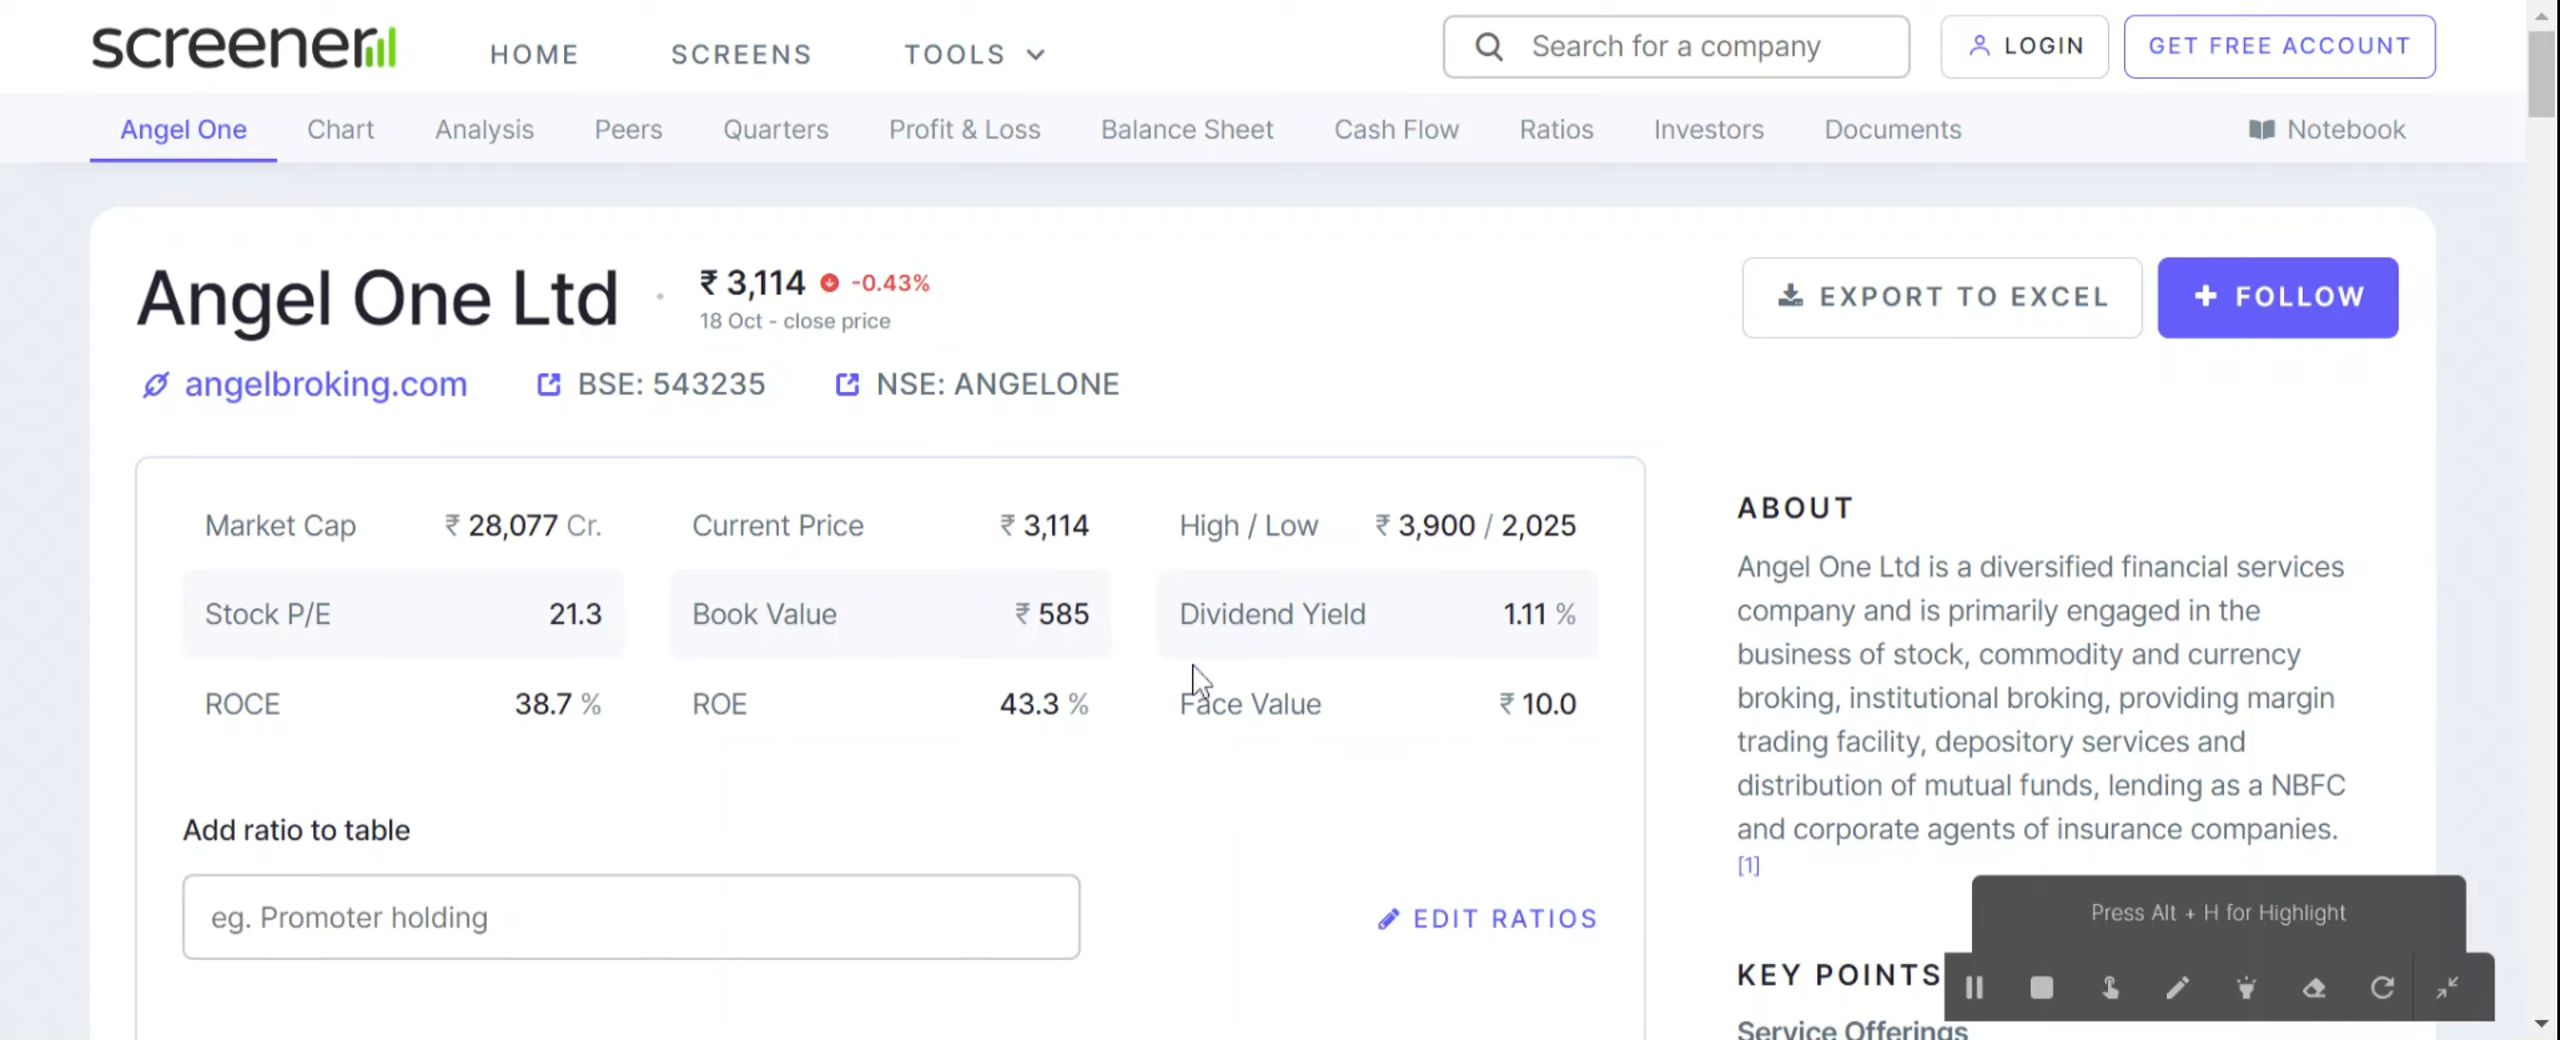 screener
HOME SCREENS TOOLS
Search for a company
LOGIN
GET FREE ACCOUNT
Angel One Chart Analysis Peers Quarters Profit & Loss Balance Sheet Cash Flow Ratios Investors Documents Notebook
Angel One Ltd
₹ 3,114 -0.43%
18 Oct - close price
EXPORT TO EXCEL
+ FOLLOW
angelbroking.com BSE: 543235 NSE: ANGELONE
Market Cap ₹ 28,077 Cr.
Current Price ₹ 3,114
High / Low ₹ 3,900 / 2,025
Stock P/E 21.3
Book Value ₹ 585
Dividend Yield 1.11 %
ROCE 38.7 %
ROE 43.3 %
Face Value ₹ 10.0
Add ratio to table
eg. Promoter holding
EDIT RATIOS
ABOUT
Angel One Ltd is a diversified financial services
company and is primarily engaged in the
business of stock, commodity and currency
broking, institutional broking, providing margin
trading facility, depository services and
distribution of mutual funds, lending as a NBFC
and corporate agents of insurance companies.
[1]
KEY POINTS
Service Offerings
Press Alt + H for Highlight